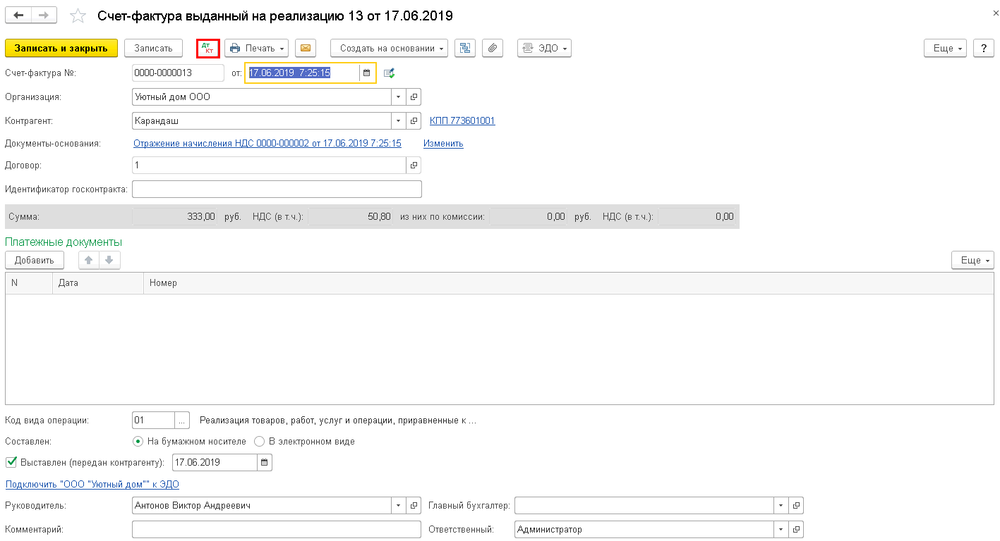 Счет-фактура выданный на реализацию 13 от 17.06.2019
Записать и закрыть Записать Дт Кт Печать Создать на основании ЭДО Еще ?
Счет-фактура №: 0000-0000013 от: 17.06.2019 7:25:15
Организация: Уютный дом ООО
Контрагент: Карандаш КПП 773601001
Документы-основания: Отражение начисления НДС 0000-000002 от 17.06.2019 7:25:15 Изменить
Договор: 1
Идентификатор госконтракта:
Сумма: 333,00 руб. НДС (в т.ч.): 50,80 из них по комиссии: 0,00 руб. НДС (в т.ч.): 0,00
Платежные документы
Добавить Еще
N Дата Номер
Код вида операции: 01 ... Реализация товаров, работ, услуг и операции, приравненные к ...
Составлен: На бумажном носителе В электронном виде
Выставлен (передан контрагенту): 17.06.2019
Подключить "ООО "Уютный дом"" к ЭДО
Руководитель: Антонов Виктор Андреевич Главный бухгалтер:
Комментарий: Ответственный: Администратор